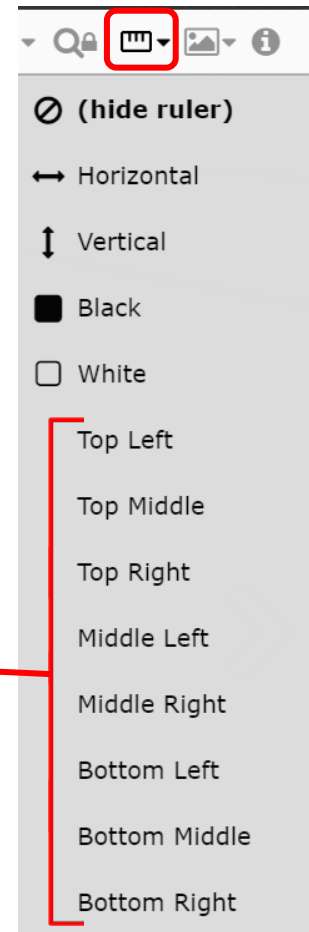 (hide ruler)
Horizontal
Vertical
Black
White
Top Left
Top Middle
Top Right
Middle Left
Middle Right
Bottom Left
Bottom Middle
Bottom Right